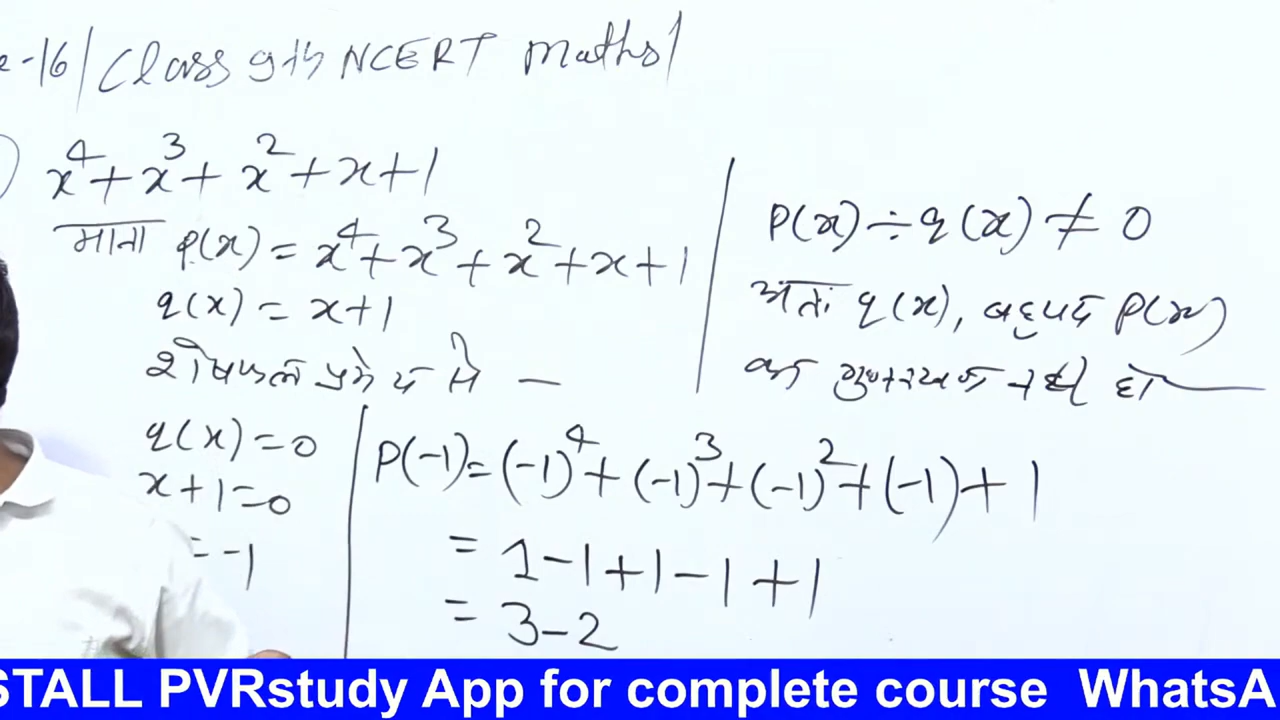 -16/Class 9th NCERT Maths/
x⁴+x³+x²+x+1
माना p(x) = x⁴+x³+x²+x+1
q(x) = x+1
शेषफल प्रमेय से —
q(x) = 0
x+1=0
= -1
P(-1) = (-1)⁴+(-1)³+(-1)²+(-1)+1
= 1-1+1-1+1
= 3-2
P(x) ÷ q(x) ≠ 0
अतः q(x), बहुपद P(x)
का गुणनखण्ड नहीं है
STALL PVRstudy App for complete course WhatsA